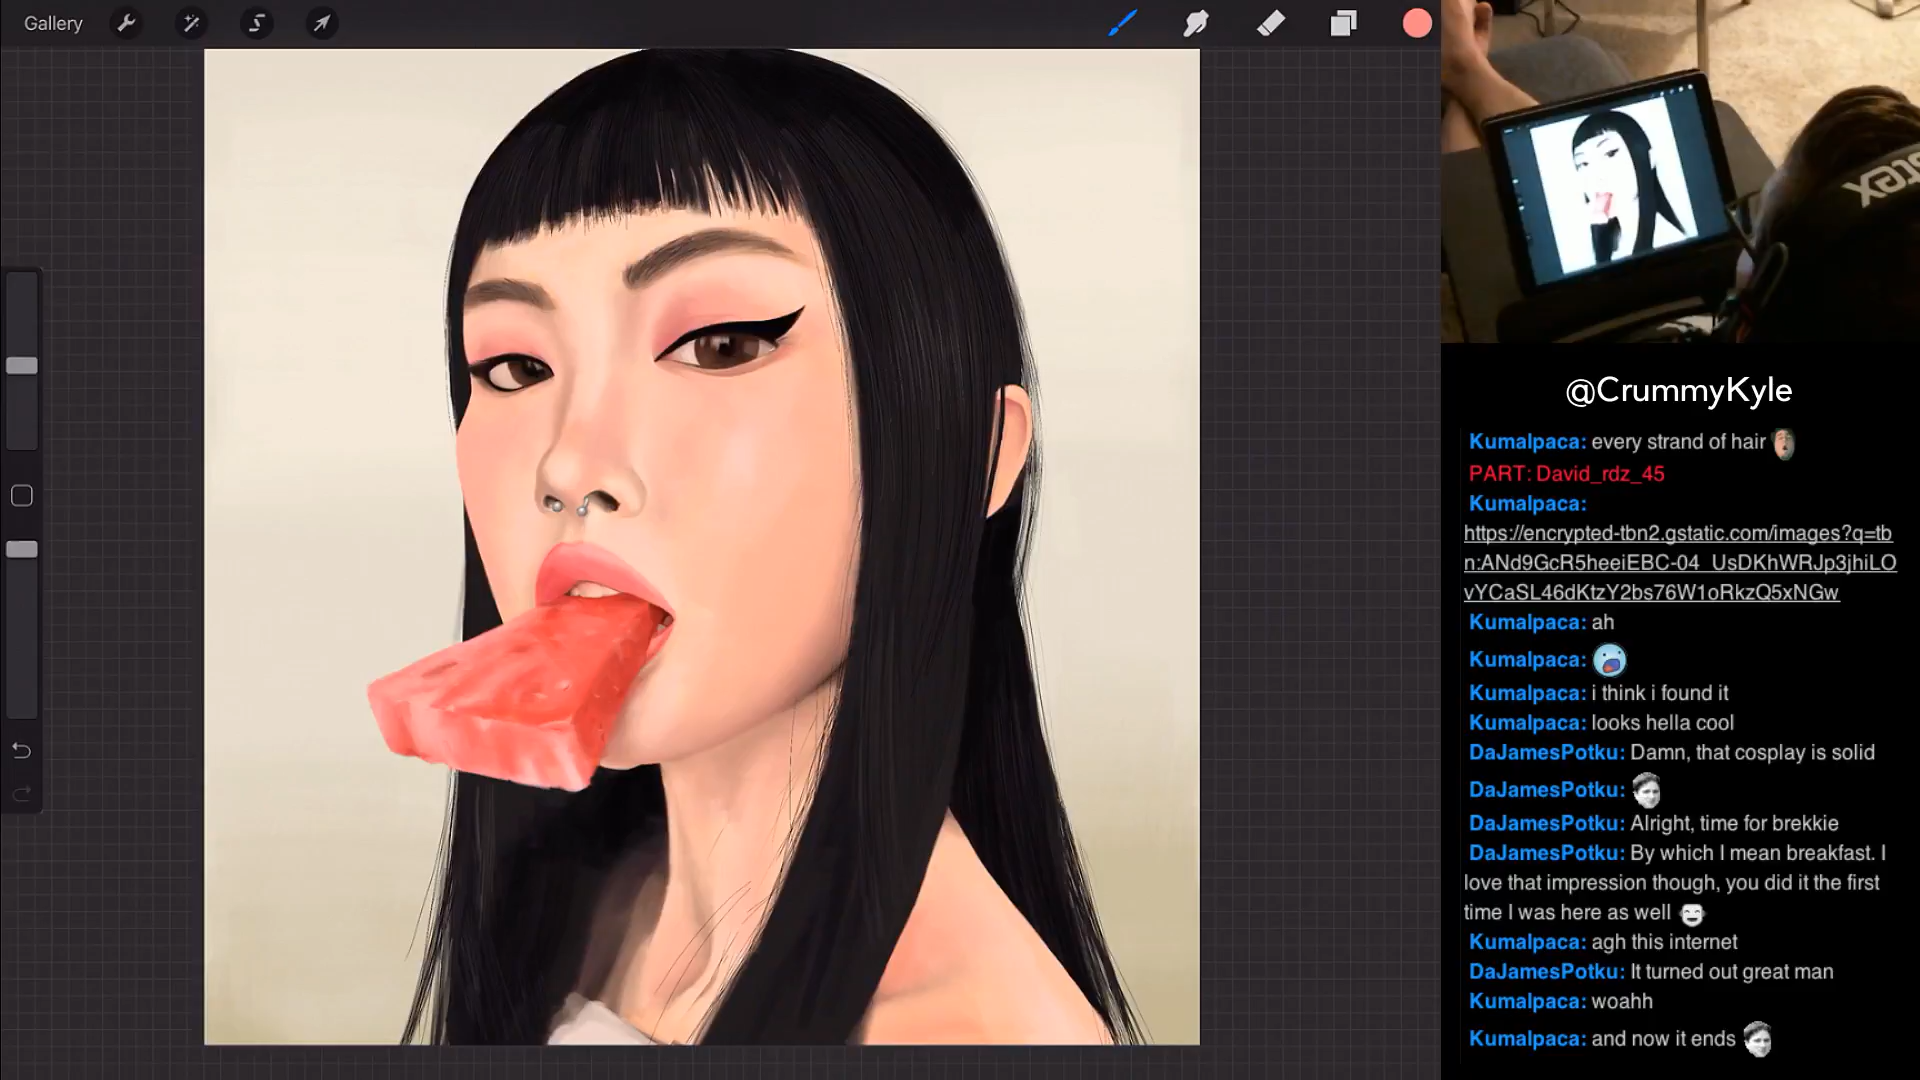 Gallery
@CrummyKyle
Kumalpaca: every strand of hair
PART: David_rdz_45
Kumalpaca:
https://encrypted-tbn2.gstatic.com/images?q=tb
n:ANd9GcR5heeiEBC-04_UsDKhWRJp3jhiLO
vYCaSL46dKtzY2bs76W1oRkzQ5xNGw
Kumalpaca: ah
Kumalpaca:
Kumalpaca: i think i found it
Kumalpaca: looks hella cool
DaJamesPotku: Damn, that cosplay is solid
DaJamesPotku:
DaJamesPotku: Alright, time for brekkie
DaJamesPotku: By which I mean breakfast. I
love that impression though, you did it the first
time I was here as well
Kumalpaca: agh this internet
DaJamesPotku: It turned out great man
Kumalpaca: woahh
Kumalpaca: and now it ends